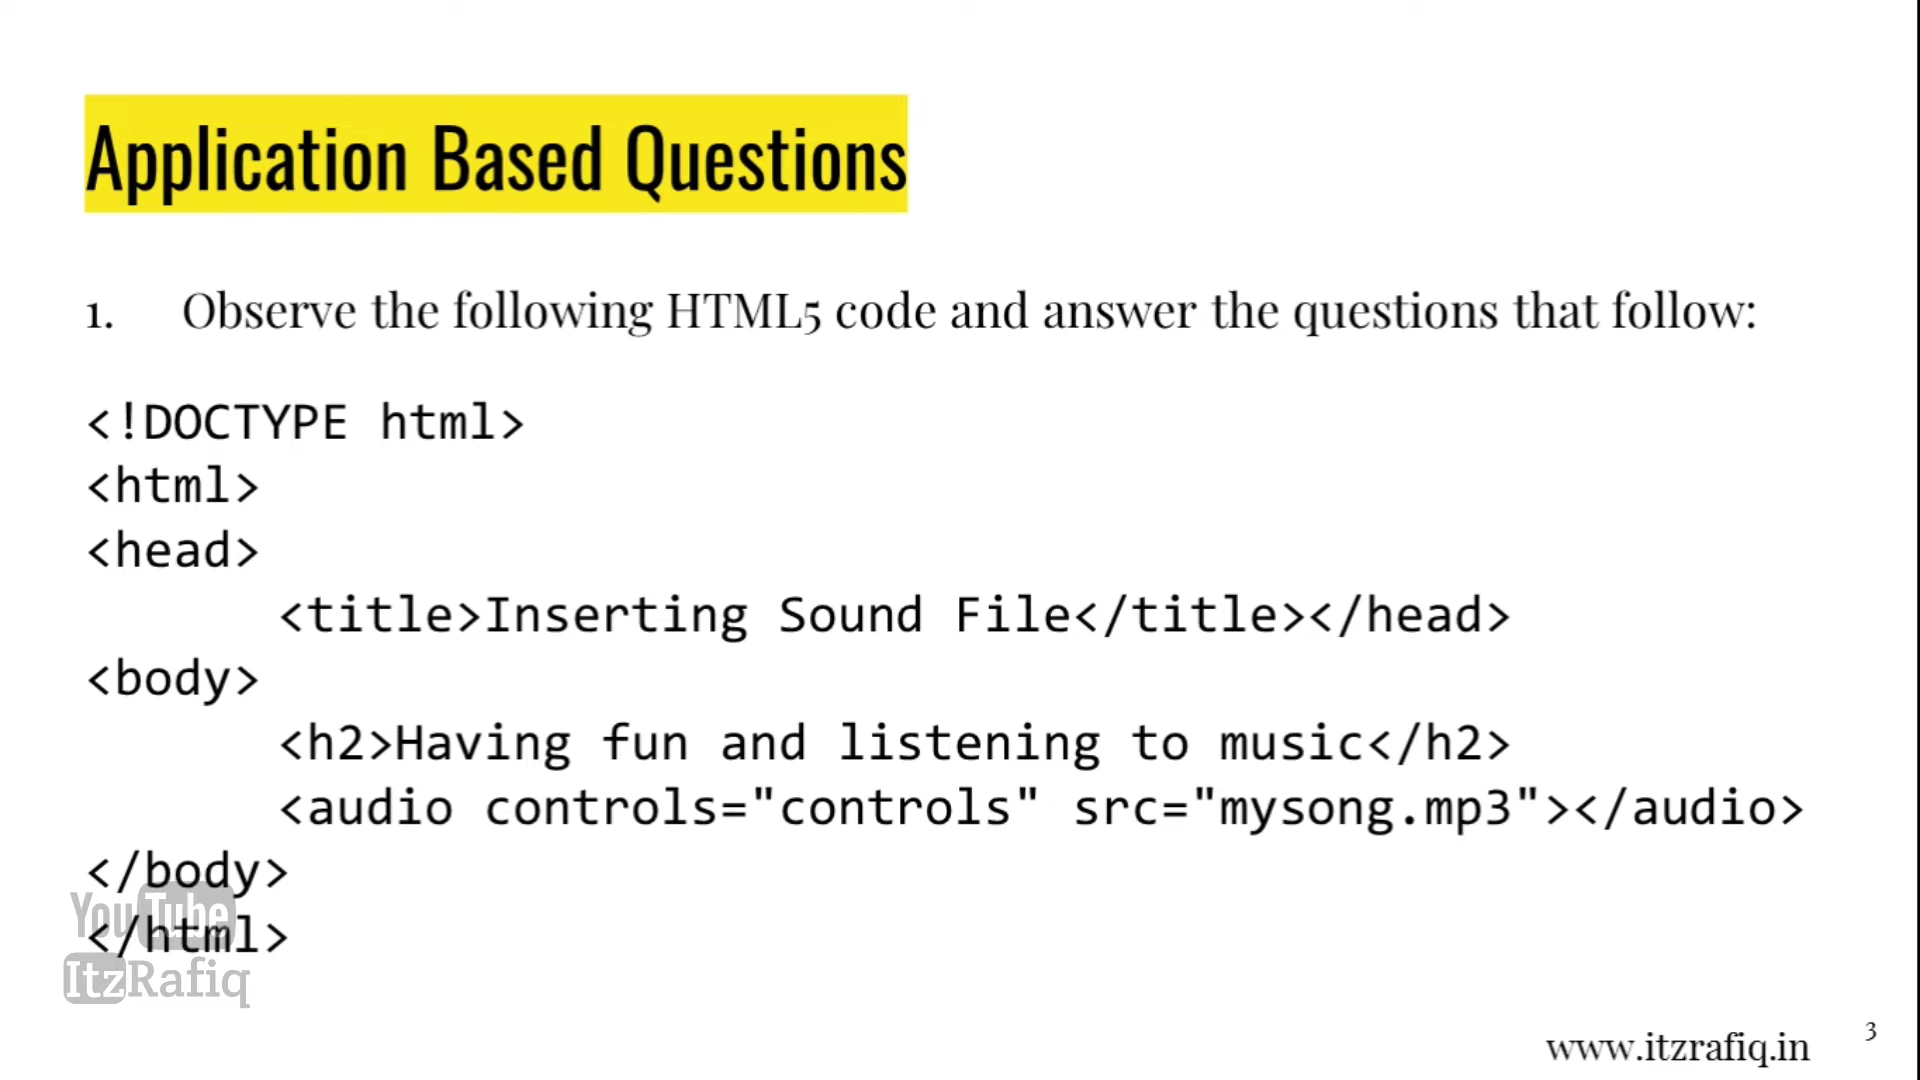 Application Based Questions
1. Observe the following HTML5 code and answer the questions that follow:
<!DOCTYPE html>
<html>
<head>
<title>Inserting Sound File</title></head>
<body>
<h2>Having fun and listening to music</h2>
<audio controls="controls" src="mysong.mp3"></audio>
</body>
YouTube
</html>
ItzRafiq
www.itzrafiq.in
3